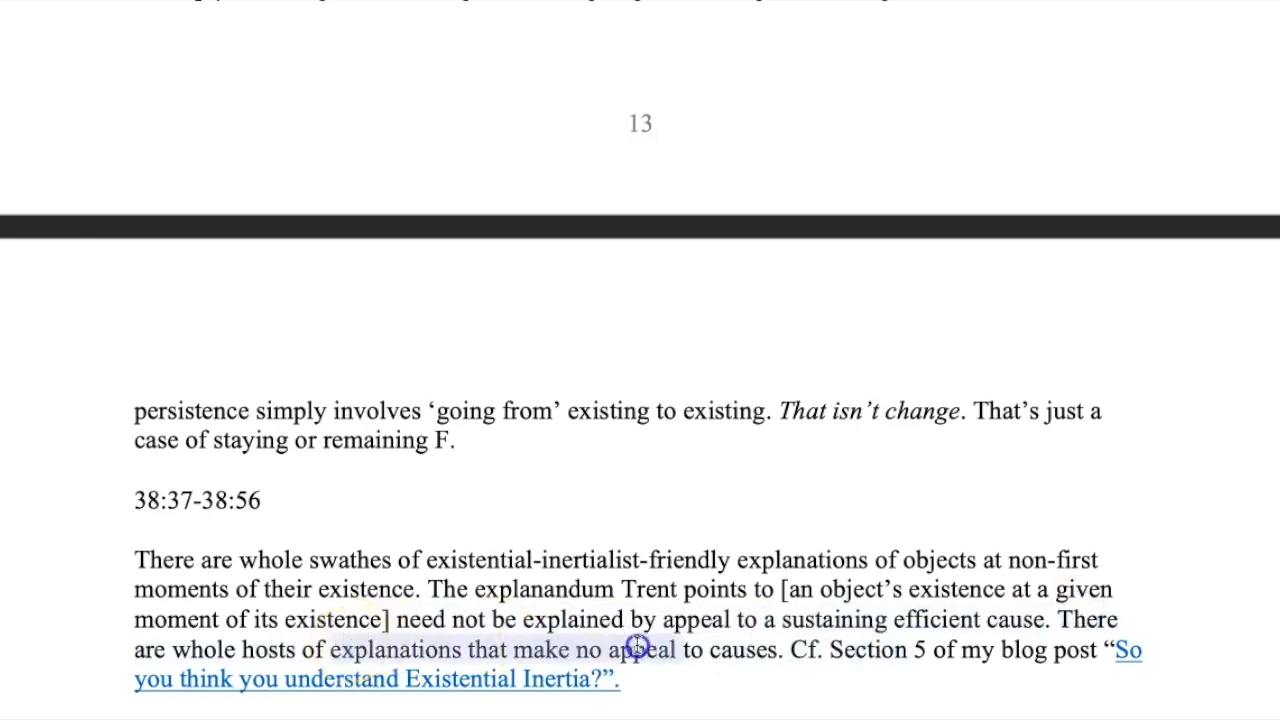 13
persistence simply involves ‘going from’ existing to existing. That isn’t change. That’s just a
case of staying or remaining F.
38:37-38:56
There are whole swathes of existential-inertialist-friendly explanations of objects at non-first
moments of their existence. The explanandum Trent points to [an object’s existence at a given
moment of its existence] need not be explained by appeal to a sustaining efficient cause. There
are whole hosts of explanations that make no appeal to causes. Cf. Section 5 of my blog post “So
you think you understand Existential Inertia?”.